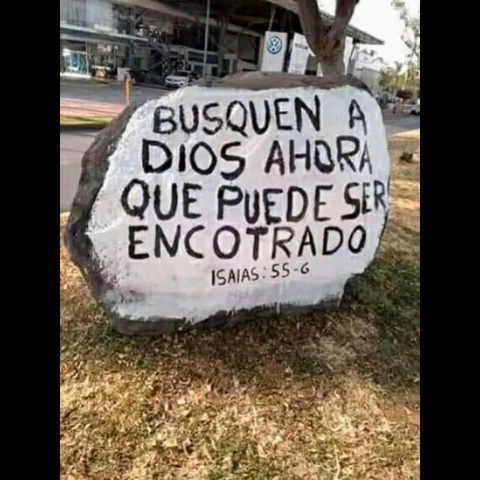 BUSQUEN A
DIOS AHORA
QUE PUEDE SER
ENCOTRADO
ISAIAS: 55-6